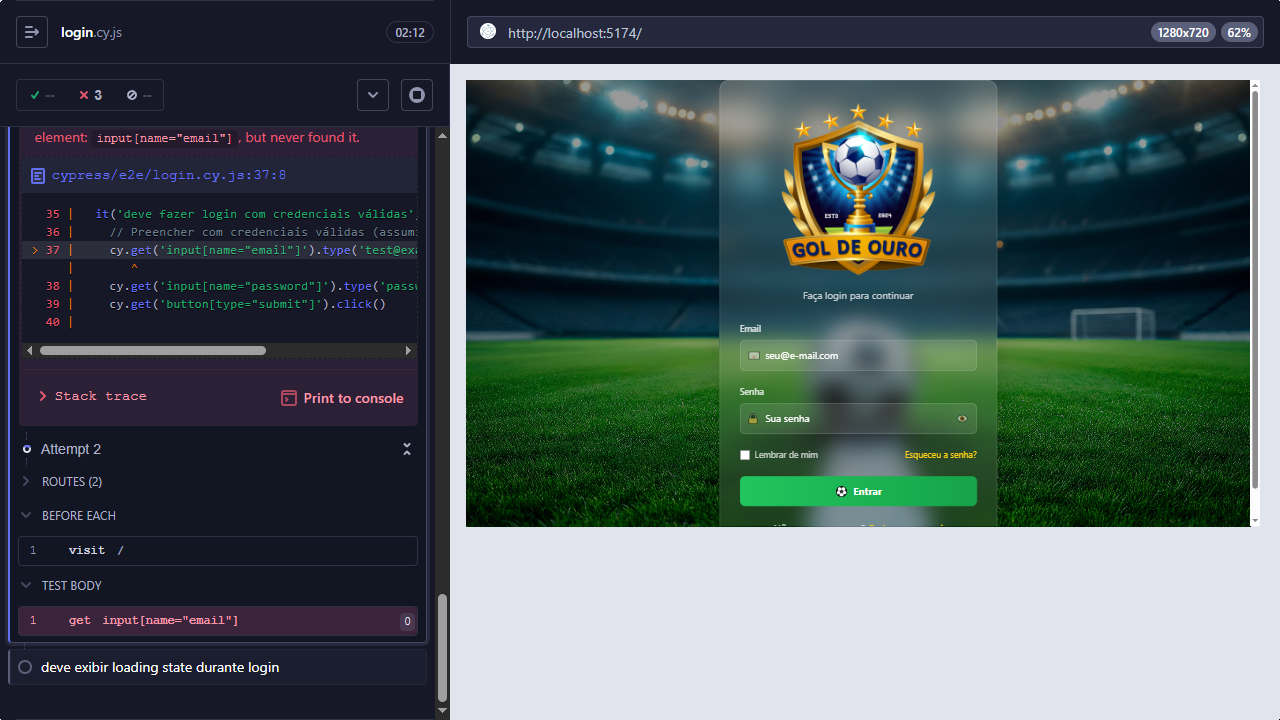 login.cy.js
02:12
--
3
--
element: input[name="email"] , but never found it.
cypress/e2e/login.cy.js:37:8
35 | it('deve fazer login com credenciais válidas'
36 | // Preencher com credenciais válidas (assumi
> 37 | cy.get('input[name="email"]').type('test@exa
| ^
38 | cy.get('input[name="password"]').type('passw
39 | cy.get('button[type="submit"]').click()
40 |
Stack trace
Print to console
Attempt 2
ROUTES (2)
BEFORE EACH
1 visit /
TEST BODY
1 get input[name="email"] 0
deve exibir loading state durante login
http://localhost:5174/
1280x720
62%
ESTD
2024
GOL DE OURO
Faça login para continuar
Email
seu@e-mail.com
Senha
Sua senha
Lembrar de mim
Esqueceu a senha?
Entrar